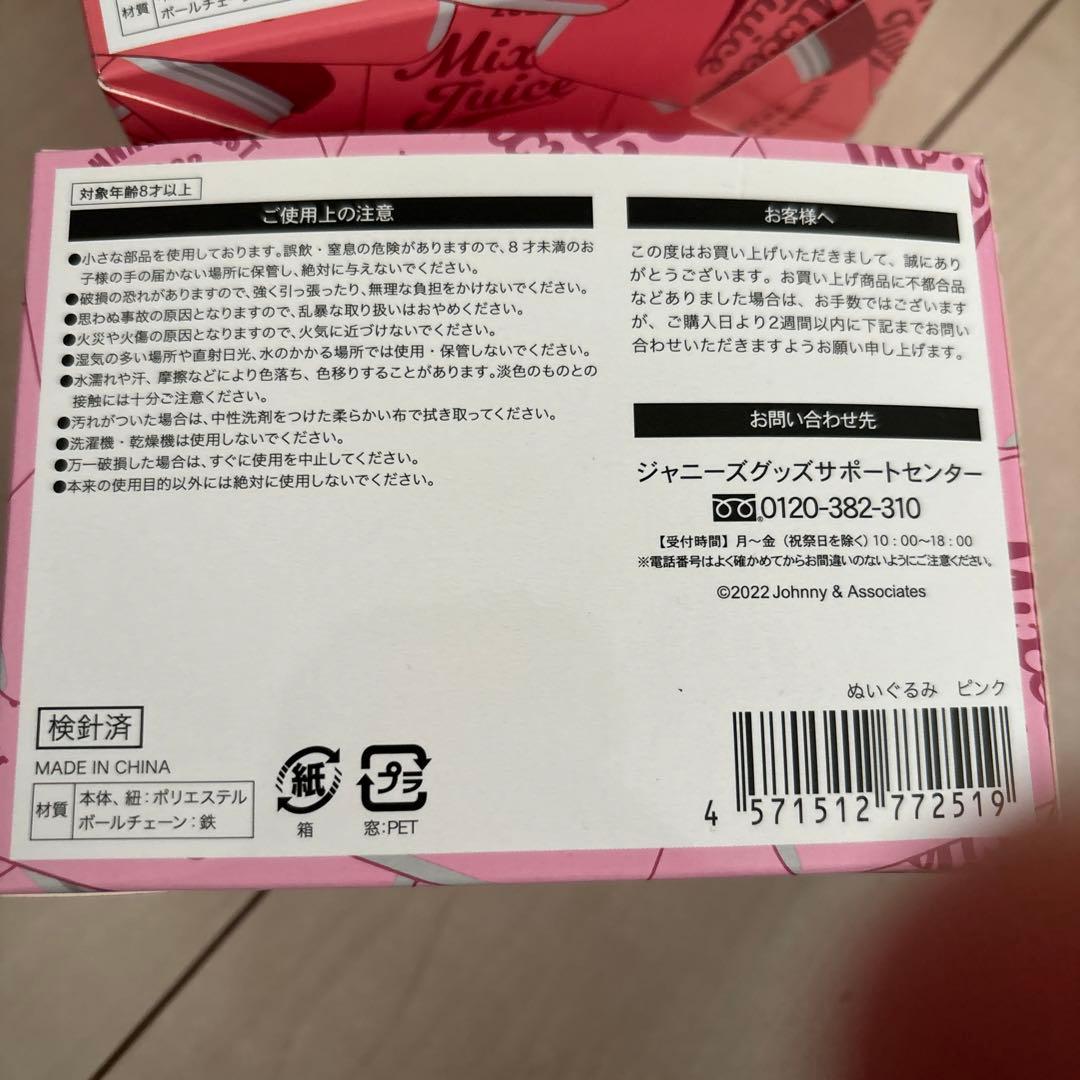 材質
ボールチェーン
Mix
Juice
Juice
対象年齢8才以上
ご使用上の注意
●小さな部品を使用しております。誤飲・窒息の危険がありますので、8才未満のお
子様の手の届かない場所に保管し、絶対に与えないでください。
●破損の恐れがありますので、強く引っ張ったり、無理な負担をかけないでください。
●思わぬ事故の原因となりますので、乱暴な取り扱いはおやめください。
●火災や火傷の原因となりますので、火気に近づけないでください。
●湿気の多い場所や直射日光、水のかかる場所では使用・保管しないでください。
●水濡れや汗、摩擦などにより色落ち、色移りすることがあります。淡色のものとの
接触には十分ご注意ください。
●汚れがついた場合は、中性洗剤をつけた柔らかい布で拭き取ってください。
●洗濯機・乾燥機は使用しないでください。
●万一破損した場合は、すぐに使用を中止してください。
●本来の使用目的以外には絶対に使用しないでください。
お客様へ
この度はお買い上げいただきまして、誠にあり
がとうございます。お買い上げ商品に不都合品
などありました場合は、お手数ではございます
が、ご購入日より2週間以内に下記までお問い
合わせいただきますようお願い申し上げます。
お問い合わせ先
ジャニーズグッズサポートセンター
0120-382-310
【受付時間】月〜金（祝祭日を除く）10：00〜18：00
※電話番号はよく確かめてからお間違いのないようにご注意ください。
©2022 Johnny & Associates
検針済
MADE IN CHINA
材質
本体、紐：ポリエステル
ボールチェーン：鉄
紙
箱
プラ
窓:PET
ぬいぐるみ　ピンク
4 571512 772519